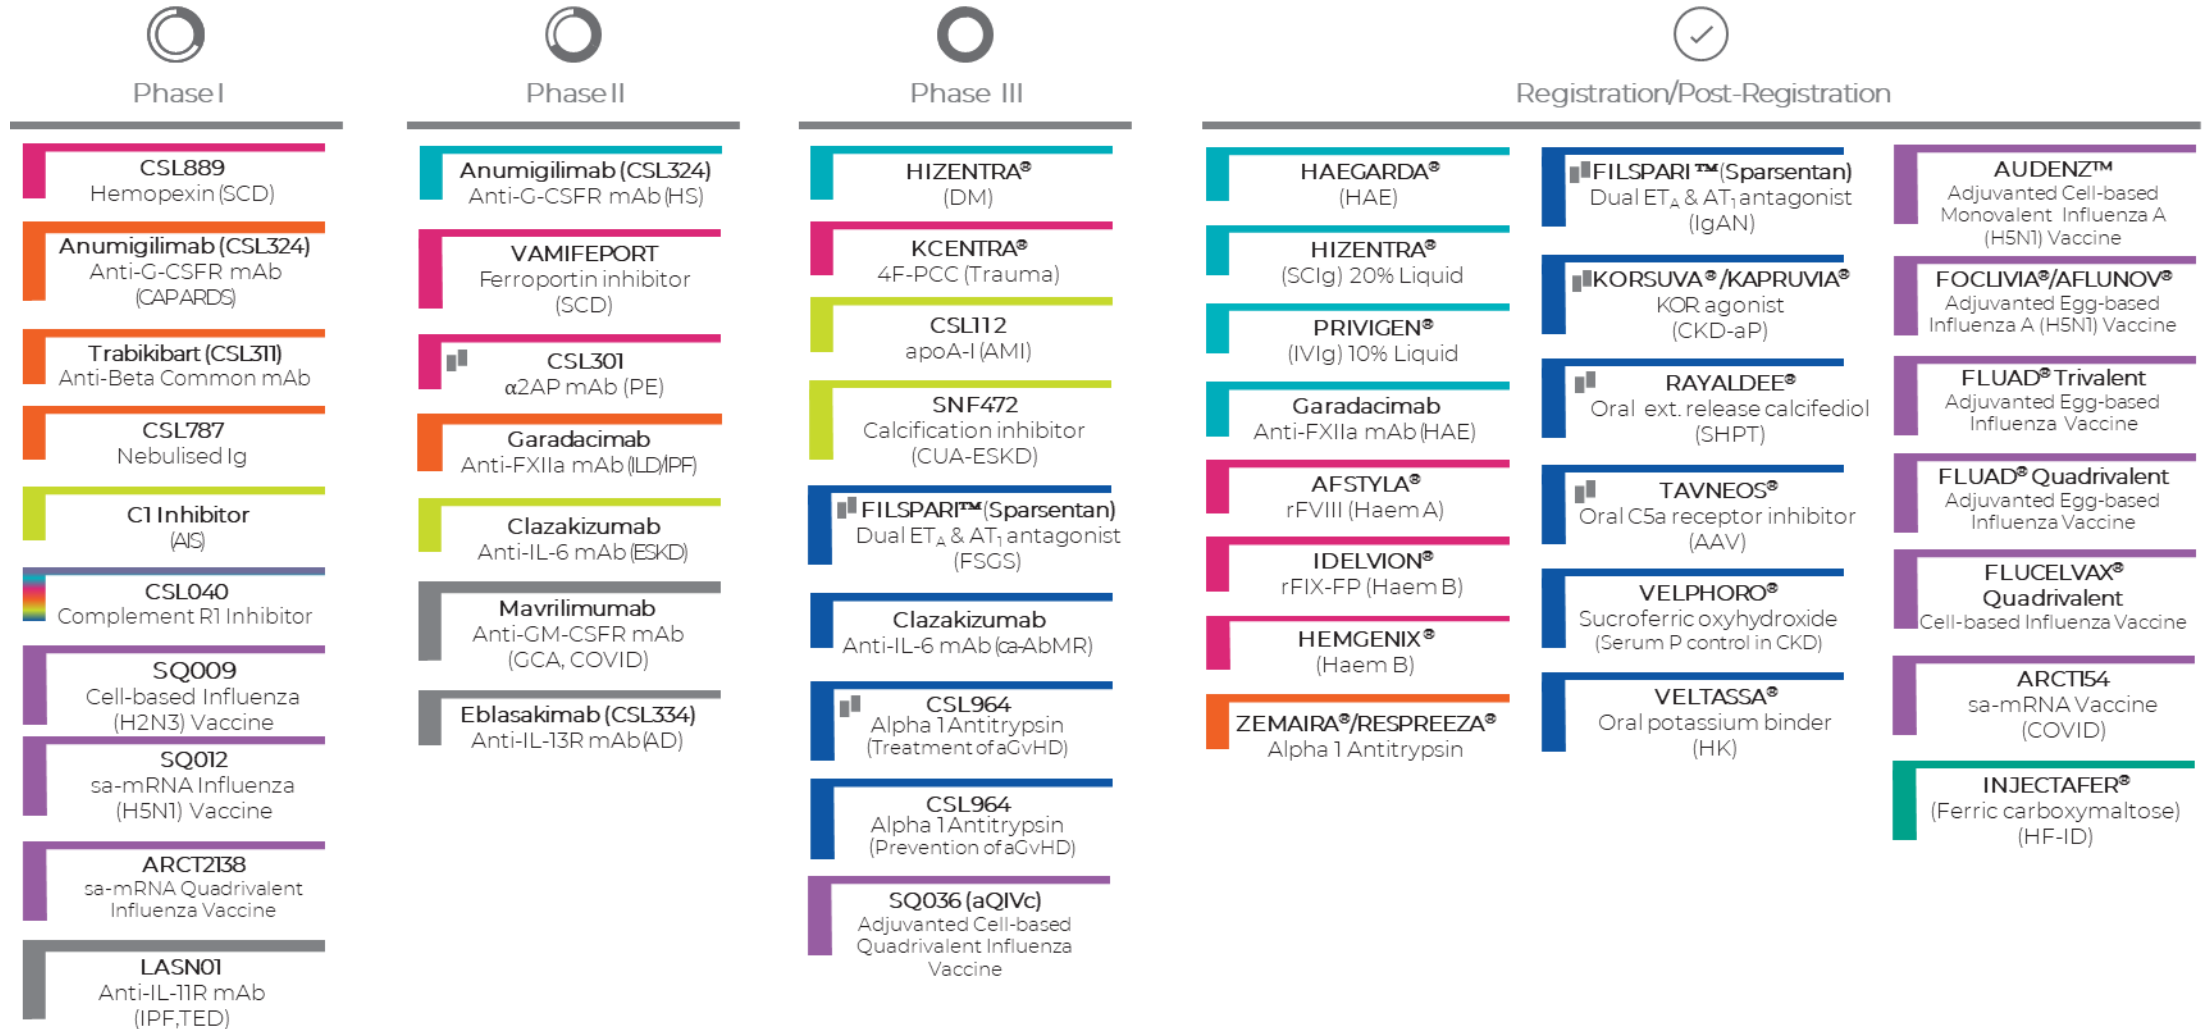 Phase I
CSL889
Hemopexin (SCD)
Anumigilimab (CSL324)
Anti-G-CSFR mAb
(CAPARDS)
Trabikibart (CSL311)
Anti-Beta Common mAb
CSL787
Nebulised Ig
C1 Inhibitor
(AIS)
CSL040
Complement R1 Inhibitor
SQ009
Cell-based Influenza
(H2N3) Vaccine
SQ012
sa-mRNA Influenza
(H5N1) Vaccine
ARCT2138
sa-mRNA Quadrivalent
Influenza Vaccine
LASN01
Anti-IL-11R mAb
(IPF,TED)
Phase II
Anumigilimab (CSL324)
Anti-G-CSFR mAb (HS)
VAMIFEPORT
Ferroportin inhibitor
(SCD)
CSL301
α2AP mAb (PE)
Garadacimab
Anti-FXIIa mAb (ILD/IPF)
Clazakizumab
Anti-IL-6 mAb (ESKD)
Mavrilimumab
Anti-GM-CSFR mAb
(GCA, COVID)
Eblasakimab (CSL334)
Anti-IL-13R mAb (AD)
Phase III
HIZENTRA®
(DM)
KCENTRA®
4F-PCC (Trauma)
CSL112
apoA-I (AMI)
SNF472
Calcification inhibitor
(CUA-ESKD)
FILSPARI™ (Sparsentan)
Dual ETA & AT1 antagonist
(FSGS)
Clazakizumab
Anti-IL-6 mAb (ca-AbMR)
CSL964
Alpha 1 Antitrypsin
(Treatment of aGvHD)
CSL964
Alpha 1 Antitrypsin
(Prevention of aGvHD)
SQ036 (aQIVc)
Adjuvanted Cell-based
Quadrivalent Influenza
Vaccine
Registration/Post-Registration
HAEGARDA®
(HAE)
HIZENTRA®
(SCIg) 20% Liquid
PRIVIGEN®
(IVIg) 10% Liquid
Garadacimab
Anti-FXIIa mAb (HAE)
AFSTYLA®
rFVIII (Haem A)
IDELVION®
rFIX-FP (Haem B)
HEMGENIX®
(Haem B)
ZEMAIRA®/RESPREEZA®
Alpha 1 Antitrypsin
FILSPARI™ (Sparsentan)
Dual ETA & AT1 antagonist
(IgAN)
KORSUVA®/KAPRUVIA®
KOR agonist
(CKD-aP)
RAYALDEE®
Oral ext. release calcifediol
(SHPT)
TAVNEOS®
Oral C5a receptor inhibitor
(AAV)
VELPHORO®
Sucroferric oxyhydroxide
(Serum P control in CKD)
VELTASSA®
Oral potassium binder
(HK)
AUDENZ™
Adjuvanted Cell-based
Monovalent Influenza A
(H5N1) Vaccine
FOCLIVIA®/AFLUNOV®
Adjuvanted Egg-based
Influenza A (H5N1) Vaccine
FLUAD® Trivalent
Adjuvanted Egg-based
Influenza Vaccine
FLUAD® Quadrivalent
Adjuvanted Egg-based
Influenza Vaccine
FLUCELVAX®
Quadrivalent
Cell-based Influenza Vaccine
ARCT154
sa-mRNA Vaccine
(COVID)
INJECTAFER®
(Ferric carboxymaltose)
(HF-ID)